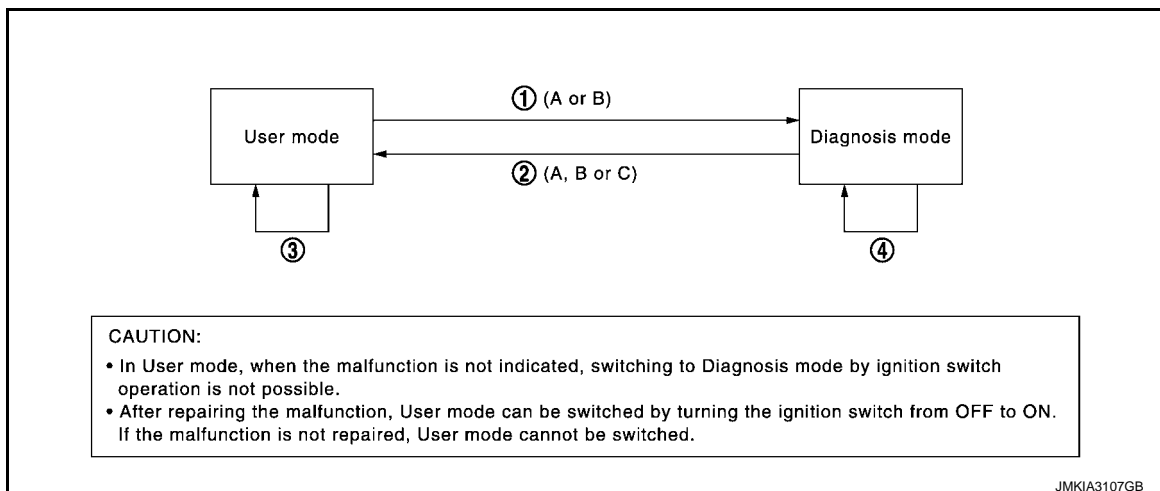 ① (A or B)
User mode
Diagnosis mode
② (A, B or C)
③
④
CAUTION:
• In User mode, when the malfunction is not indicated, switching to Diagnosis mode by ignition switch
operation is not possible.
• After repairing the malfunction, User mode can be switched by turning the ignition switch from OFF to ON.
If the malfunction is not repaired, User mode cannot be switched.
JMKIA3107GB